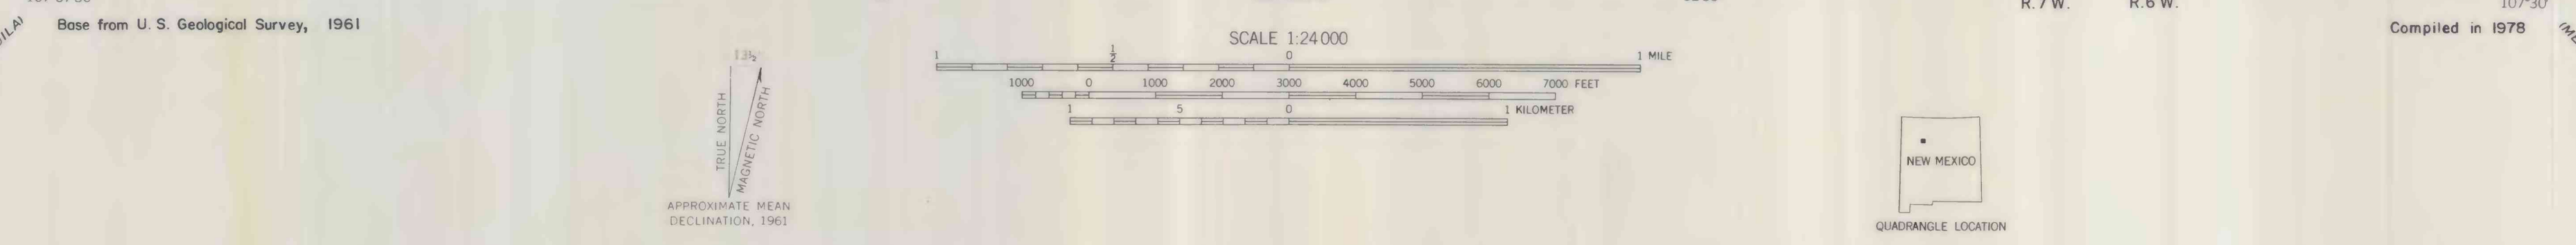 R. 7 W. R. 6 W. 107°30'
Base from U. S. Geological Survey, 1961
Compiled in 1978
SCALE 1:24 000
1 ½ 0 1 MILE
1000 0 1000 2000 3000 4000 5000 6000 7000 FEET
1 5 0 1 KILOMETER
13½°
TRUE NORTH
MAGNETIC NORTH
APPROXIMATE MEAN
DECLINATION, 1961
NEW MEXICO
QUADRANGLE LOCATION